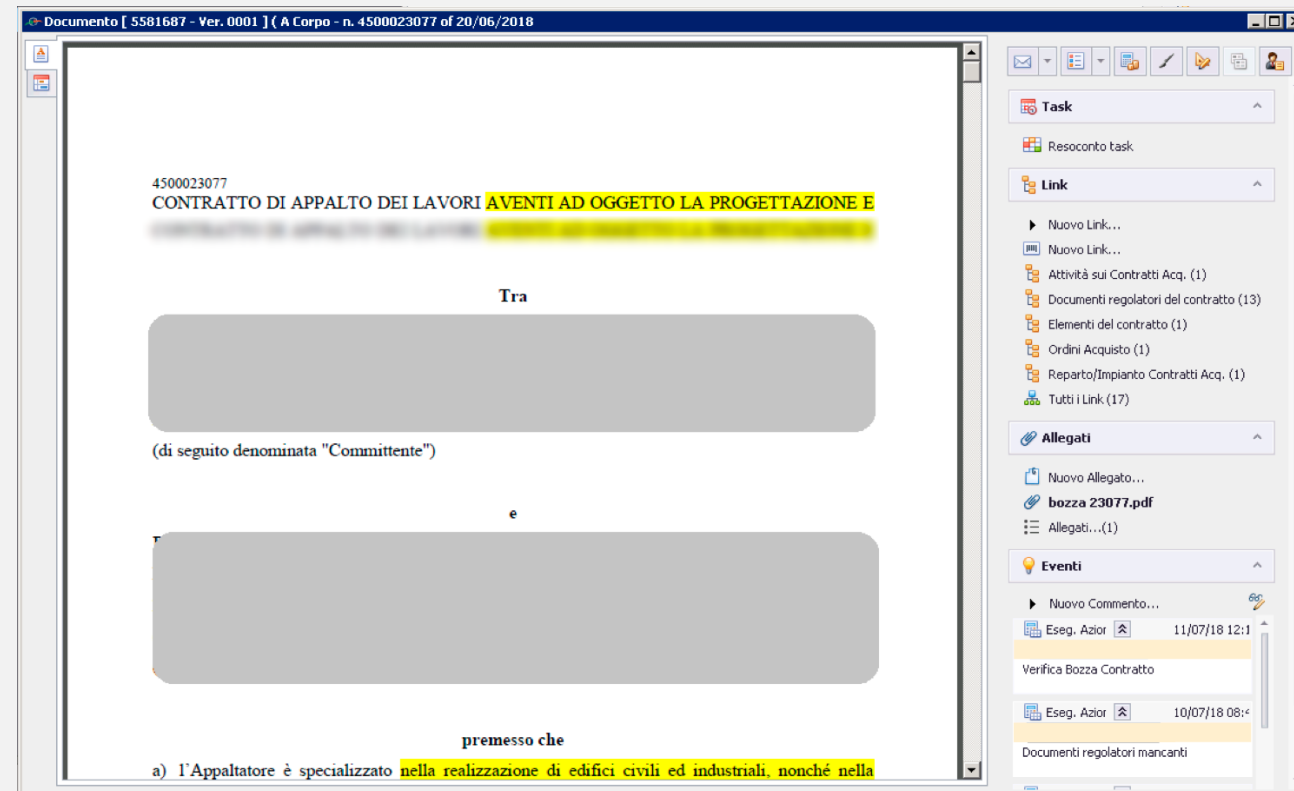 Documento [ 5581687 - Ver. 0001 ] ( A Corpo - n. 4500023077 of 20/06/2018
4500023077
CONTRATTO DI APPALTO DEI LAVORI AVENTI AD OGGETTO LA PROGETTAZIONE E
Tra
(di seguito denominata "Committente")
e
premesso che
a) l'Appaltatore è specializzato nella realizzazione di edifici civili ed industriali, nonché nella
Task
Resoconto task
Link
Nuovo Link...
Nuovo Link...
Attività sui Contratti Acq. (1)
Documenti regolatori del contratto (13)
Elementi del contratto (1)
Ordini Acquisto (1)
Reparto/Impianto Contratti Acq. (1)
Tutti i Link (17)
Allegati
Nuovo Allegato...
bozza 23077.pdf
Allegati...(1)
Eventi
Nuovo Commento...
Eseg. Azior 11/07/18 12:1
Verifica Bozza Contratto
Eseg. Azior 10/07/18 08:
Documenti regolatori mancanti